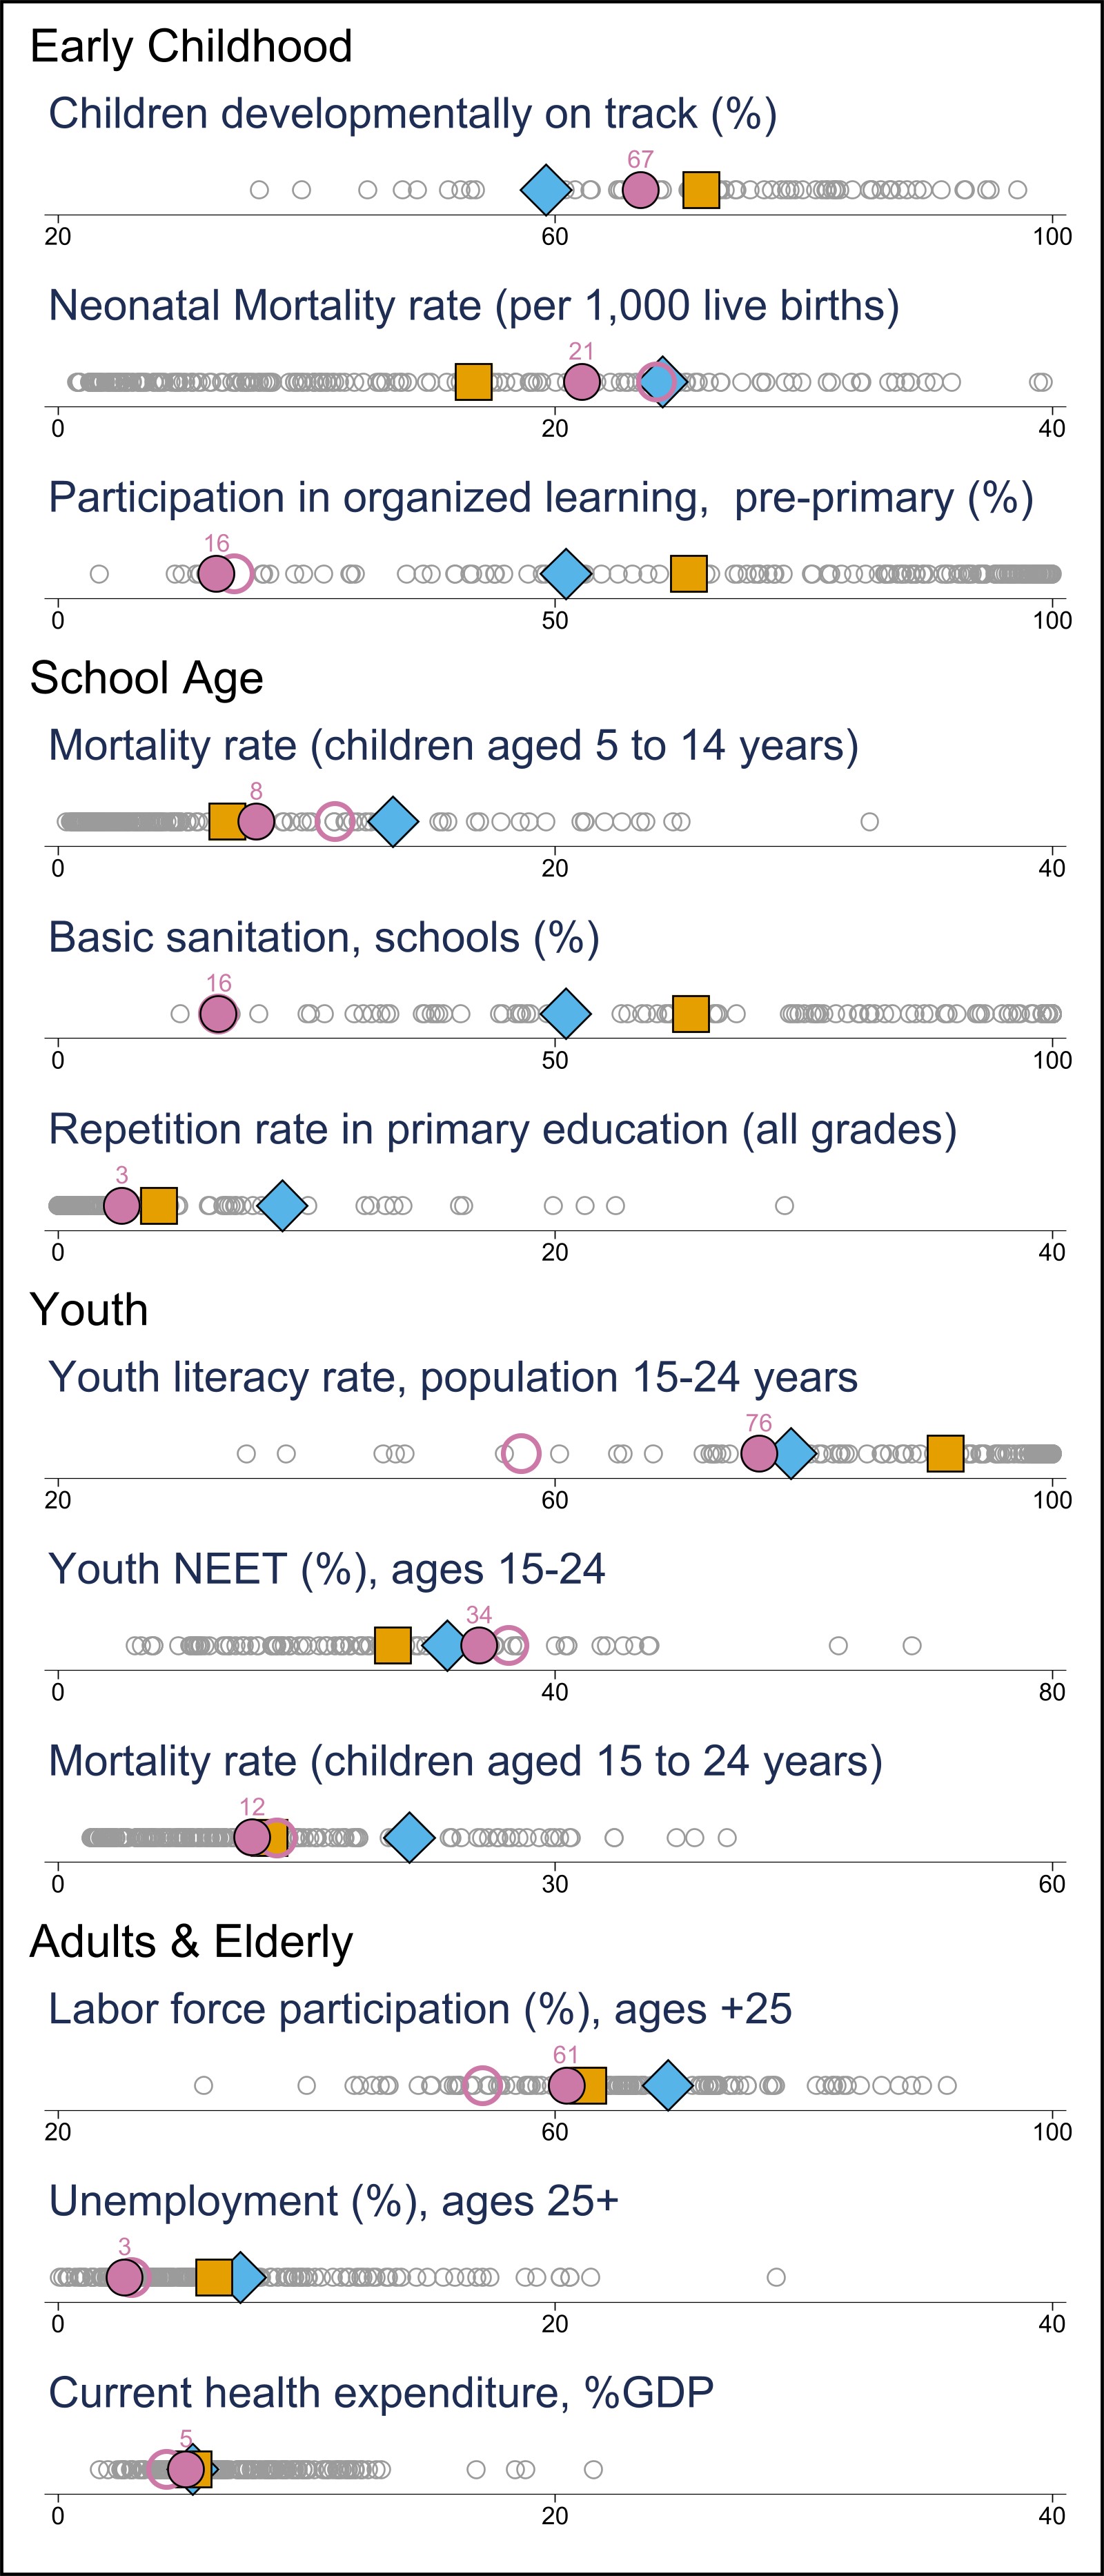 Early Childhood
Children developmentally on track (%)
67
20 60 100
Neonatal Mortality rate (per 1,000 live births)
21
0 20 40
Participation in organized learning,  pre-primary (%)
16
0 50 100
School Age
Mortality rate (children aged 5 to 14 years)
8
0 20 40
Basic sanitation, schools (%)
16
0 50 100
Repetition rate in primary education (all grades)
3
0 20 40
Youth
Youth literacy rate, population 15-24 years
76
20 60 100
Youth NEET (%), ages 15-24
34
0 40 80
Mortality rate (children aged 15 to 24 years)
12
0 30 60
Adults & Elderly
Labor force participation (%), ages +25
61
20 60 100
Unemployment (%), ages 25+
3
0 20 40
Current health expenditure, %GDP
5
0 20 40